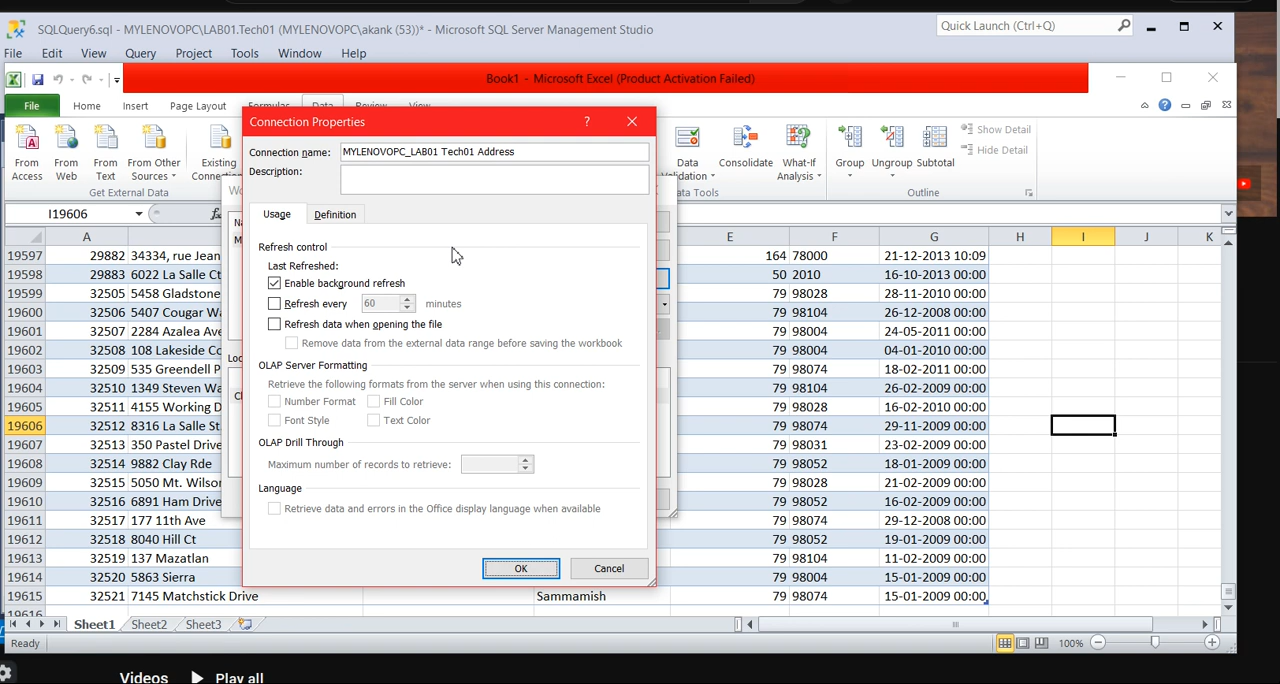 SQLQuery6.sql - MYLENOVOPC\LAB01.Tech01 (MYLENOVOPC\akank (53))* - Microsoft SQL Server Management Studio
Quick Launch (Ctrl+Q)
File Edit View Query Project Tools Window Help
Book1 - Microsoft Excel (Product Activation Failed)
File Home Insert Page Layout Formulas Data Review View
From Access
From Web
From Text
From Other Sources
Existing
Get External Data
Data Validation
Consolidate
What-If Analysis
Data Tools
Group
Ungroup
Subtotal
Show Detail
Hide Detail
Outline
Connection Properties
?
Connection name: MYLENOVOPC_LAB01 Tech01 Address
Description:
Usage Definition
Refresh control
Last Refreshed:
Enable background refresh
Refresh every 60 minutes
Refresh data when opening the file
Remove data from the external data range before saving the workbook
OLAP Server Formatting
Retrieve the following formats from the server when using this connection:
Number Format Fill Color
Font Style Text Color
OLAP Drill Through
Maximum number of records to retrieve:
Language
Retrieve data and errors in the Office display language when available
OK Cancel
I19606 fx
A E F G H I J K
19597 29882 34334, rue Jean 164 78000 21-12-2013 10:09
19598 29883 6022 La Salle Ct 50 2010 16-10-2013 00:00
19599 32505 5458 Gladstone 79 98028 28-11-2010 00:00
19600 32506 5407 Cougar Wa 79 98104 26-12-2008 00:00
19601 32507 2284 Azalea Ave 79 98004 24-05-2011 00:00
19602 32508 108 Lakeside Co 79 98004 04-01-2010 00:00
19603 32509 535 Greendell P 79 98074 18-02-2011 00:00
19604 32510 1349 Steven Wa 79 98104 26-02-2009 00:00
19605 32511 4155 Working D 79 98028 16-02-2010 00:00
19606 32512 8316 La Salle St 79 98074 29-11-2009 00:00
19607 32513 350 Pastel Drive 79 98031 23-02-2009 00:00
19608 32514 9882 Clay Rde 79 98052 18-01-2009 00:00
19609 32515 5050 Mt. Wilson 79 98028 21-02-2009 00:00
19610 32516 6891 Ham Drive 79 98052 16-02-2009 00:00
19611 32517 177 11th Ave 79 98074 29-12-2008 00:00
19612 32518 8040 Hill Ct 79 98052 19-01-2009 00:00
19613 32519 137 Mazatlan 79 98104 11-02-2009 00:00
19614 32520 5863 Sierra 79 98004 15-01-2009 00:00
19615 32521 7145 Matchstick Drive Sammamish 79 98074 15-01-2009 00:00
19616
Sheet1 Sheet2 Sheet3
Ready 100%
Videos Play all